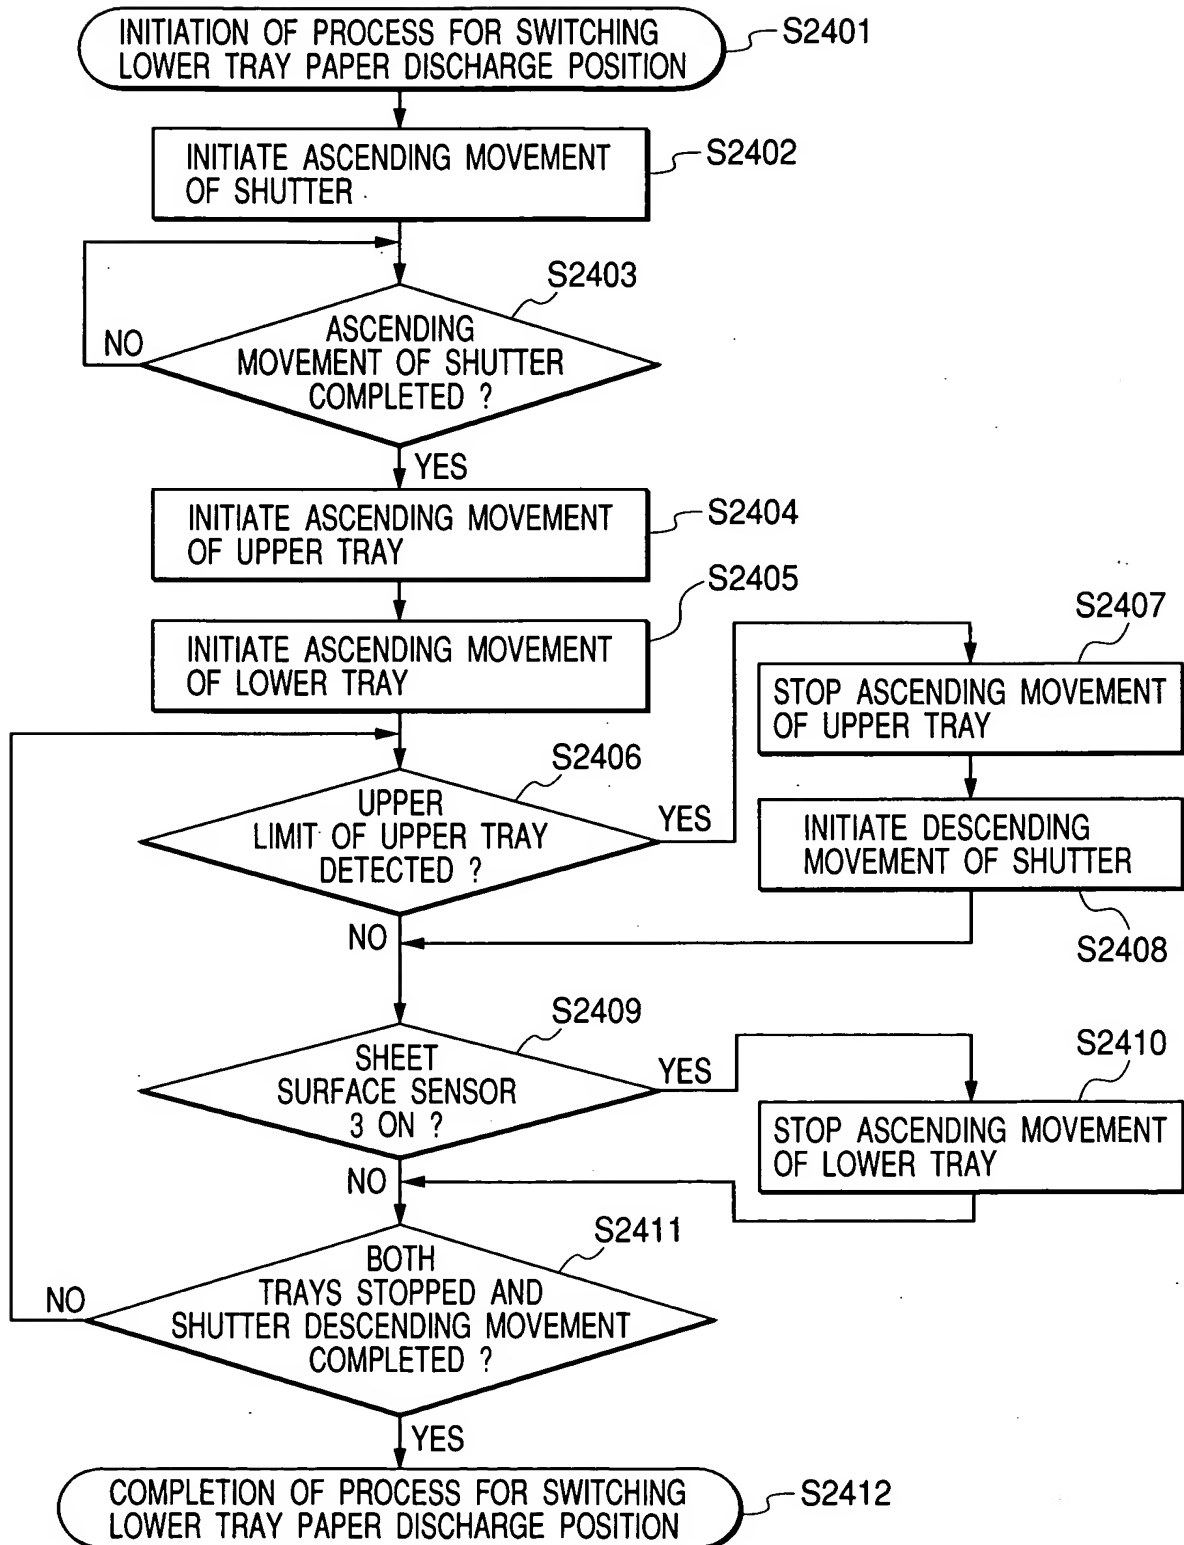 INITIATION OF PROCESS FOR SWITCHING
LOWER TRAY PAPER DISCHARGE POSITION
S2401
INITIATE ASCENDING MOVEMENT
OF SHUTTER
S2402
S2403
ASCENDING
MOVEMENT OF SHUTTER
COMPLETED ?
NO
YES
INITIATE ASCENDING MOVEMENT
OF UPPER TRAY
S2404
INITIATE ASCENDING MOVEMENT
OF LOWER TRAY
S2405
S2406
UPPER
LIMIT OF UPPER TRAY
DETECTED ?
YES
NO
S2407
STOP ASCENDING MOVEMENT
OF UPPER TRAY
INITIATE DESCENDING
MOVEMENT OF SHUTTER
S2408
S2409
SHEET
SURFACE SENSOR
3 ON ?
YES
NO
S2410
STOP ASCENDING MOVEMENT
OF LOWER TRAY
S2411
BOTH
TRAYS STOPPED AND
SHUTTER DESCENDING MOVEMENT
COMPLETED ?
NO
YES
COMPLETION OF PROCESS FOR SWITCHING
LOWER TRAY PAPER DISCHARGE POSITION
S2412